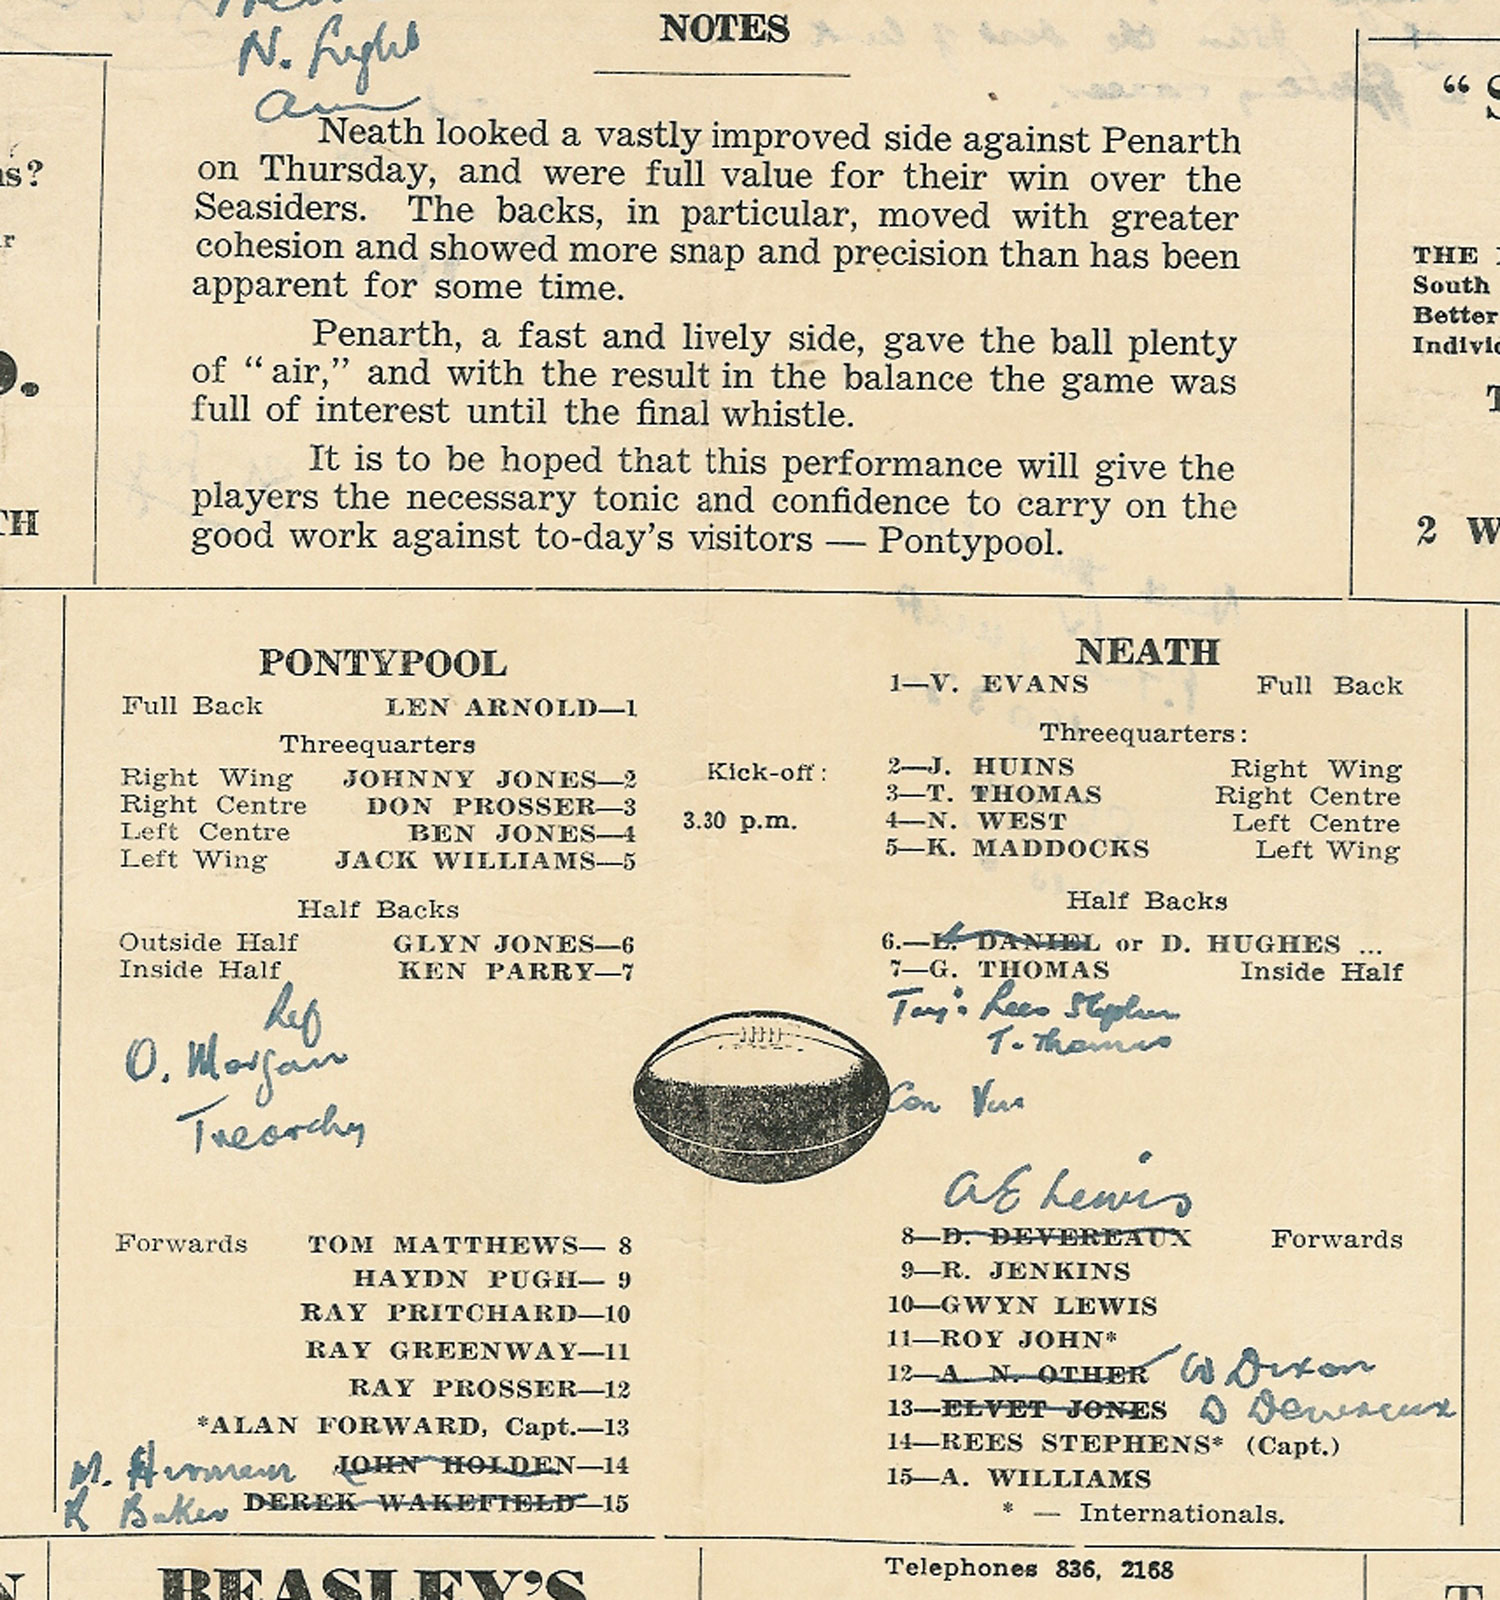 NOTES
N. Light
Neath looked a vastly improved side against Penarth
on Thursday, and were full value for their win over the
Seasiders. The backs, in particular, moved with greater
cohesion and showed more snap and precision than has been
apparent for some time.
Penarth, a fast and lively side, gave the ball plenty
of “air,” and with the result in the balance the game was
full of interest until the final whistle.
It is to be hoped that this performance will give the
players the necessary tonic and confidence to carry on the
good work against to-day's visitors — Pontypool.
as?
r
TH
“ S
THE
South
Better
Indivi
2 W
PONTYPOOL
Full Back LEN ARNOLD—1
Threequarters
Right Wing JOHNNY JONES—2
Right Centre DON PROSSER—3
Left Centre BEN JONES—4
Left Wing JACK WILLIAMS—5
Half Backs
Outside Half GLYN JONES—6
Inside Half KEN PARRY—7
Ref
O. Morgan
Treorchy
Forwards TOM MATTHEWS— 8
HAYDN PUGH— 9
RAY PRITCHARD—10
RAY GREENWAY—11
RAY PROSSER—12
*ALAN FORWARD, Capt.—13
M. JOHN HOLDEN—14
R Baker DEREK WAKEFIELD—15
Kick-off:
3.30 p.m.
NEATH
1—V. EVANS Full Back
Threequarters:
2—J. HUINS Right Wing
3—T. THOMAS Right Centre
4—N. WEST Left Centre
5—K. MADDOCKS Left Wing
Half Backs
6.—L. DANIEL or D. HUGHES ...
7—G. THOMAS Inside Half
Rees Stephens
T. Thomas
Con
A E Lewis
8—D. DEVEREAUX Forwards
9—R. JENKINS
10—GWYN LEWIS
11—ROY JOHN*
12—A. N. OTHER W Dixon
13—ELVET JONES D Devereux
14—REES STEPHENS* (Capt.)
15—A. WILLIAMS
* — Internationals.
BEASLEY'S
Telephones 836, 2168